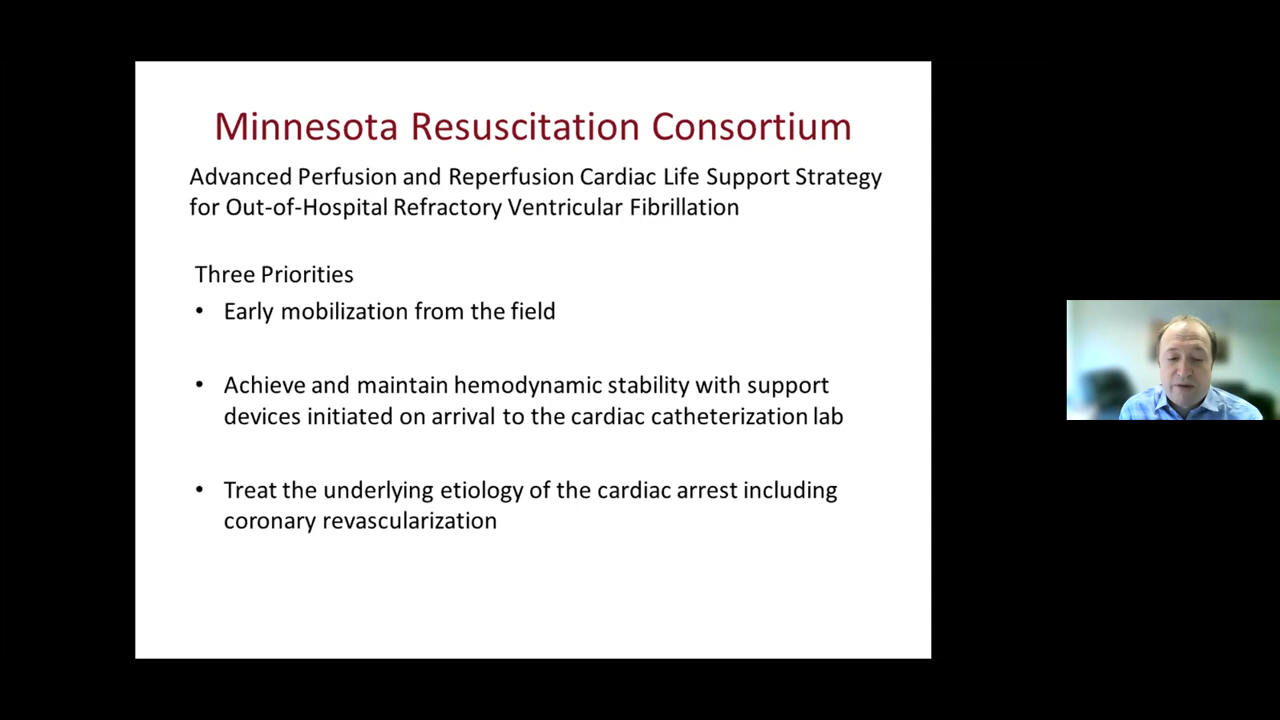 Minnesota Resuscitation Consortium
Advanced Perfusion and Reperfusion Cardiac Life Support Strategy
for Out-of-Hospital Refractory Ventricular Fibrillation
Three Priorities
• Early mobilization from the field
• Achieve and maintain hemodynamic stability with support
devices initiated on arrival to the cardiac catheterization lab
• Treat the underlying etiology of the cardiac arrest including
coronary revascularization